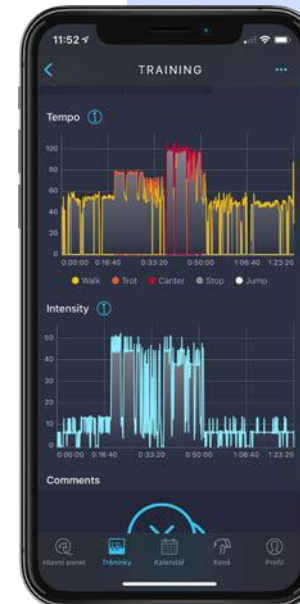 11:52
TRAINING
Tempo
100
80
60
40
20
0
0:00:00 0:16:40 0:33:20 0:50:00 1:06:40 1:23:20
Walk Trot Canter Stop Jump
Intensity
50
40
30
20
10
0
0:00:00 0:16:40 0:33:20 0:50:00 1:06:40 1:23:20
Comments
Hlavní panel Tréninky Kalendář Koně Profil